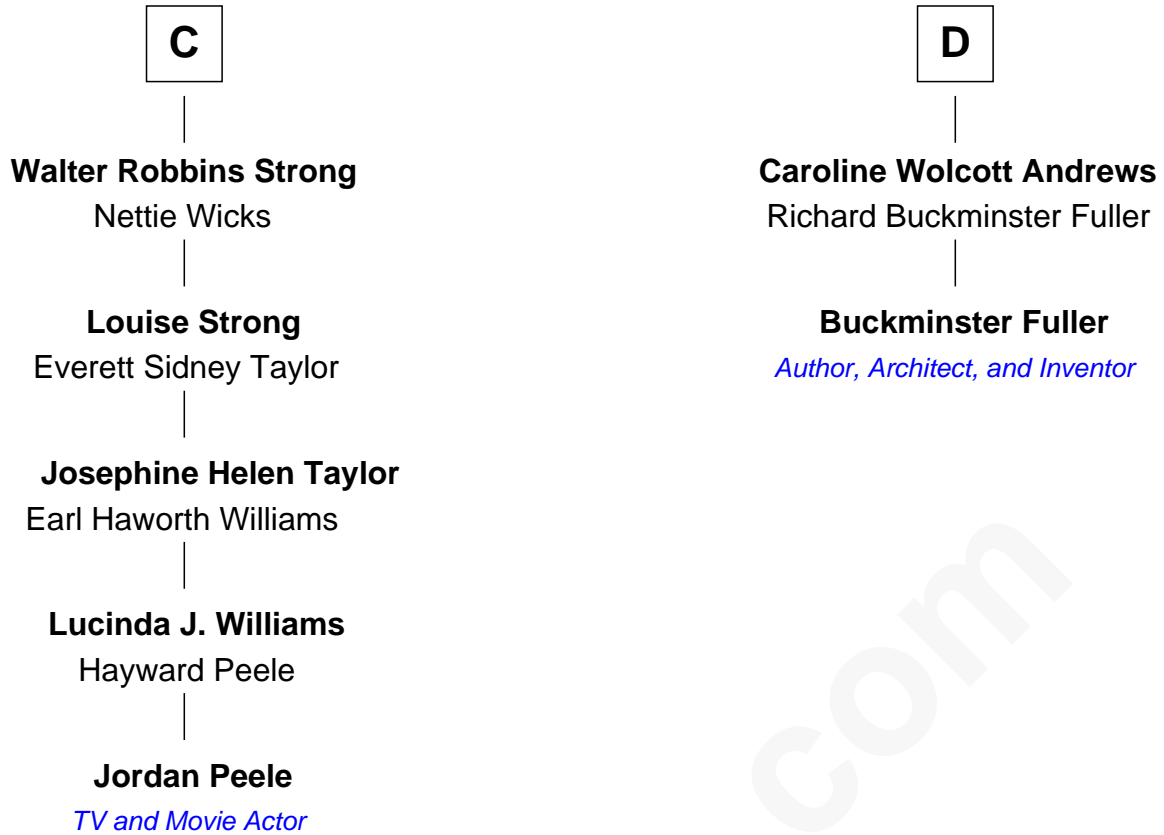 C
Walter Robbins Strong
Nettie Wicks
Louise Strong
Everett Sidney Taylor
Josephine Helen Taylor
Earl Haworth Williams
Lucinda J. Williams
Hayward Peele
Jordan Peele
TV and Movie Actor
D
Caroline Wolcott Andrews
Richard Buckminster Fuller
Buckminster Fuller
Author, Architect, and Inventor
com